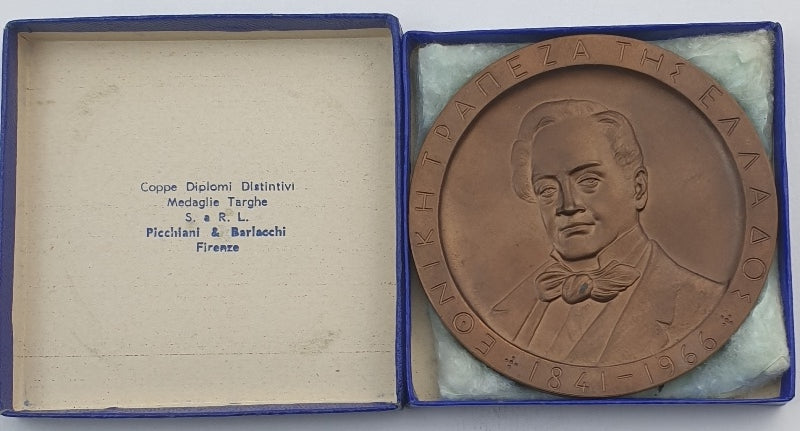 Coppe Diplomi Distintivi
Medaglie Targhe
S. a R. L.
Picchiani & Barlacchi
Firenze
ΕΘΝΙΚΗ ΤΡΑΠΕΖΑ ΤΗΣ ΕΛΛΑΔΟΣ
1841-1966